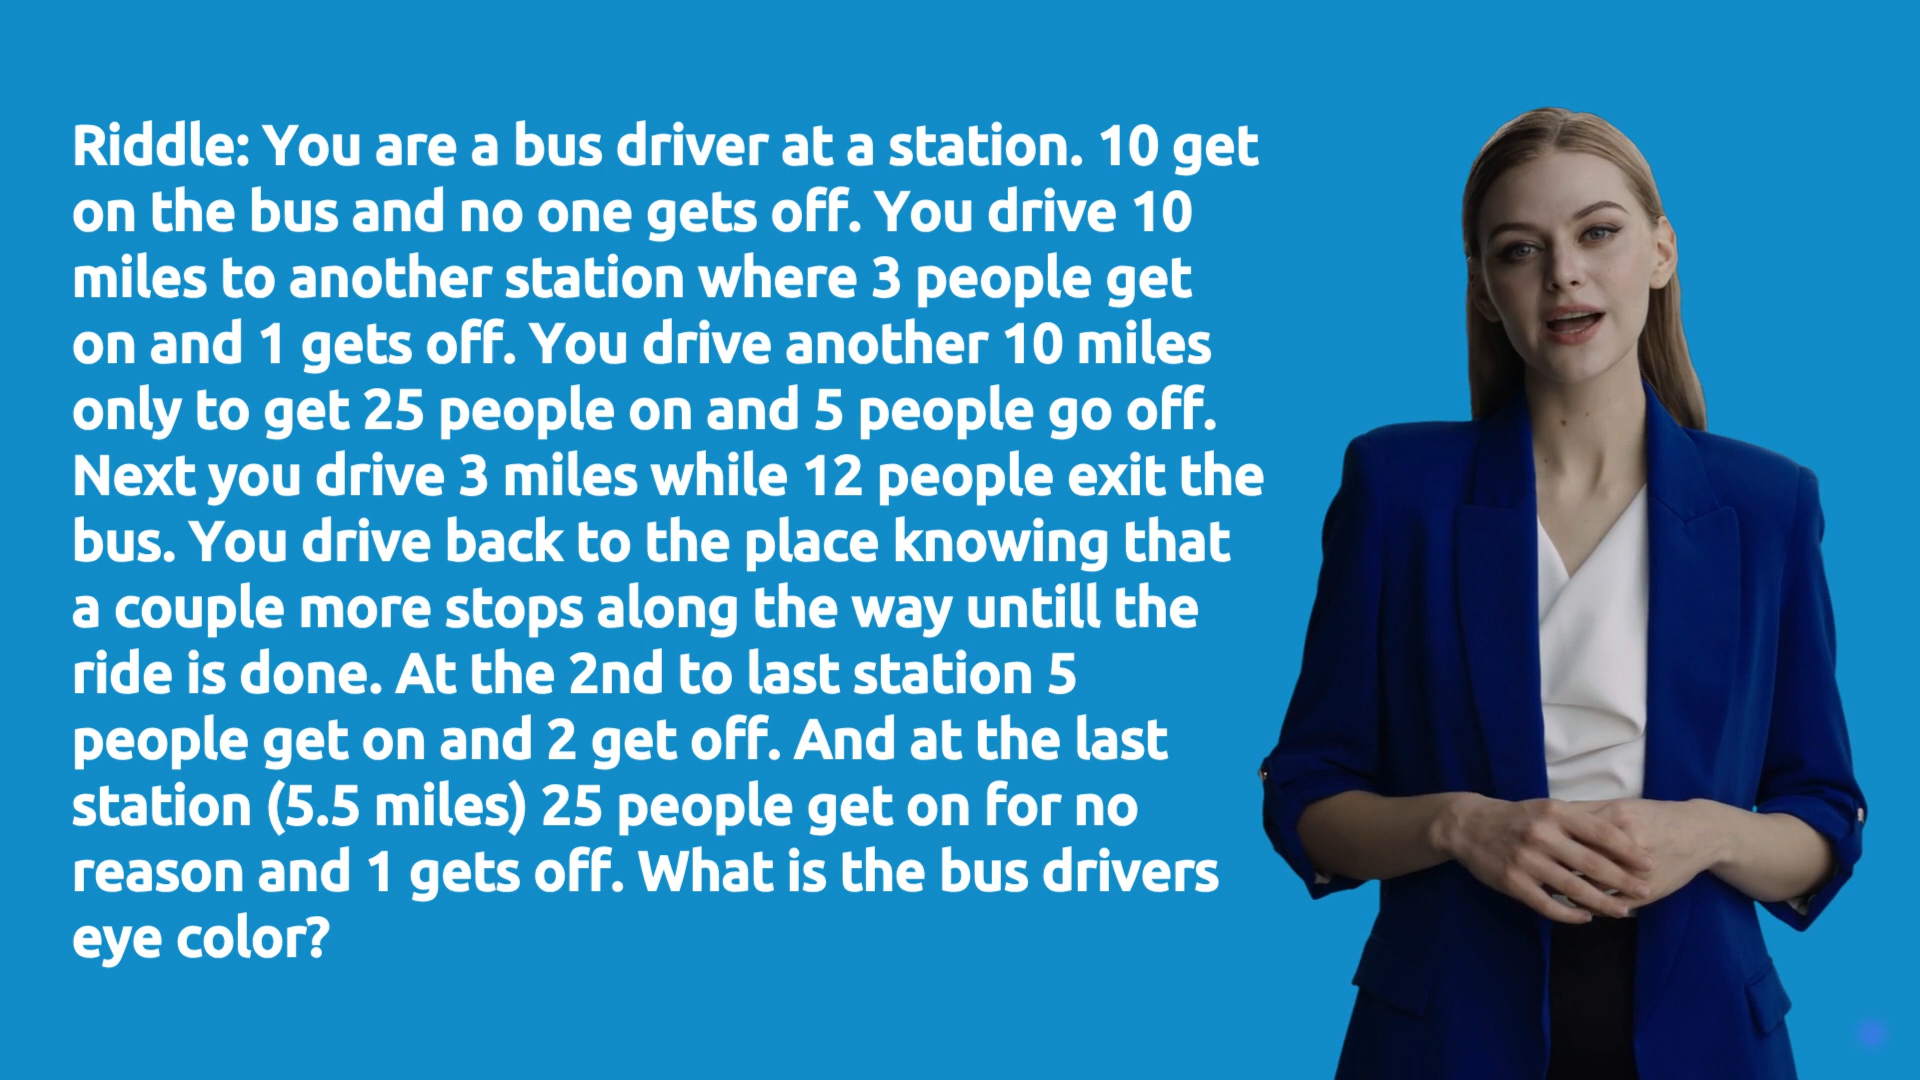 Riddle: You are a bus driver at a station. 10 get
on the bus and no one gets off. You drive 10
miles to another station where 3 people get
on and 1 gets off. You drive another 10 miles
only to get 25 people on and 5 people go off.
Next you drive 3 miles while 12 people exit the
bus. You drive back to the place knowing that
a couple more stops along the way untill the
ride is done. At the 2nd to last station 5
people get on and 2 get off. And at the last
station (5.5 miles) 25 people get on for no
reason and 1 gets off. What is the bus drivers
eye color?